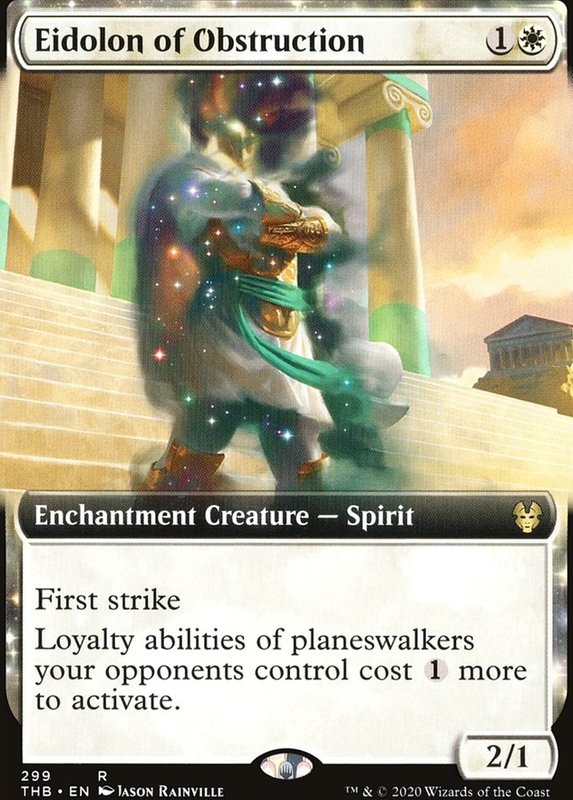 Eidolon of Obstruction 1
Enchantment Creature — Spirit
First strike
Loyalty abilities of planeswalkers
your opponents control cost 1 more
to activate.
2/1
299 R
THB • EN Jason Rainville
™ & © 2020 Wizards of the Coast